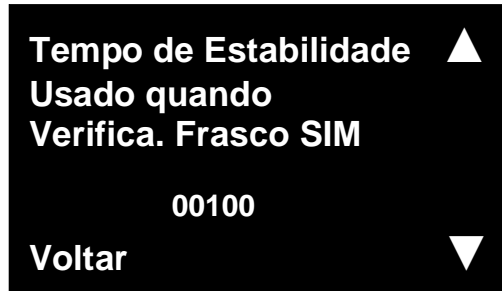 Tempo de Estabilidade
Usado quando
Verifica. Frasco SIM
00100
Voltar